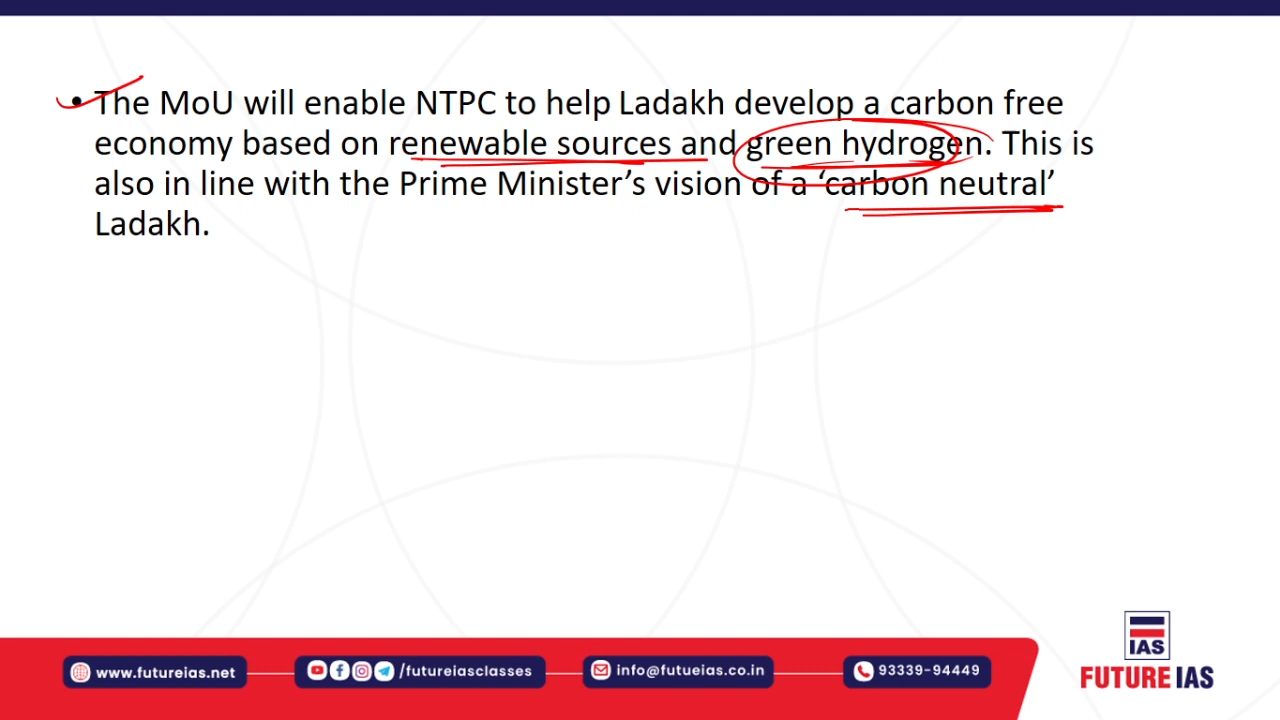 • The MoU will enable NTPC to help Ladakh develop a carbon free
economy based on renewable sources and green hydrogen. This is
also in line with the Prime Minister’s vision of a ‘carbon neutral’
Ladakh.
www.futureias.net
/futureiasclasses
info@futueias.co.in
93339-94449
IAS
FUTURE IAS